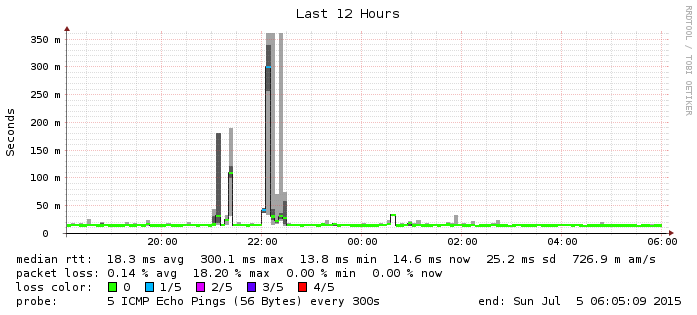 Last 12 Hours
RRDTOOL / TOBI OETIKER
Seconds
350 m
300 m
250 m
200 m
150 m
100 m
50 m
0
20:00 22:00 00:00 02:00 04:00 06:00
median rtt: 18.3 ms avg 300.1 ms max 13.8 ms min 14.6 ms now 25.2 ms sd 726.9 m am/s
packet loss: 0.14 % avg 18.20 % max 0.00 % min 0.00 % now
loss color: 0 1/5 2/5 3/5 4/5
probe: 5 ICMP Echo Pings (56 Bytes) every 300s end: Sun Jul 5 06:05:09 2015